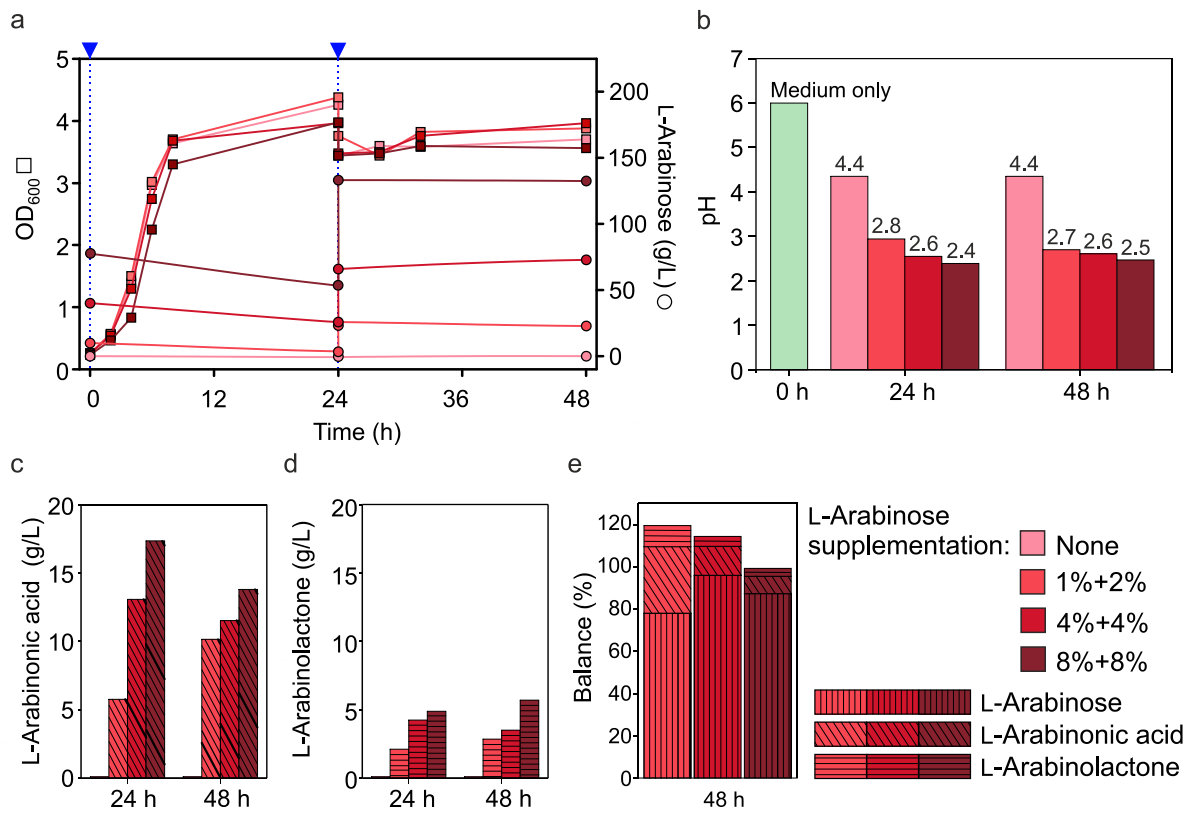 a
5
4
3
2
1
0
OD600 □
200
150
100
50
0
L-Arabinose (g/L) ○
0
12
24
36
48
Time (h)
b
7
6
5
4
3
2
1
0
pH
Medium only
4.4
2.8
2.6
2.4
4.4
2.7
2.6
2.5
0 h
24 h
48 h
c
20
15
10
5
0
L-Arabinonic acid (g/L)
24 h
48 h
d
20
15
10
5
0
L-Arabinolactone (g/L)
24 h
48 h
e
120
100
80
60
40
20
0
Balance (%)
48 h
L-Arabinose
supplementation:
None
1%+2%
4%+4%
8%+8%
L-Arabinose
L-Arabinonic acid
L-Arabinolactone